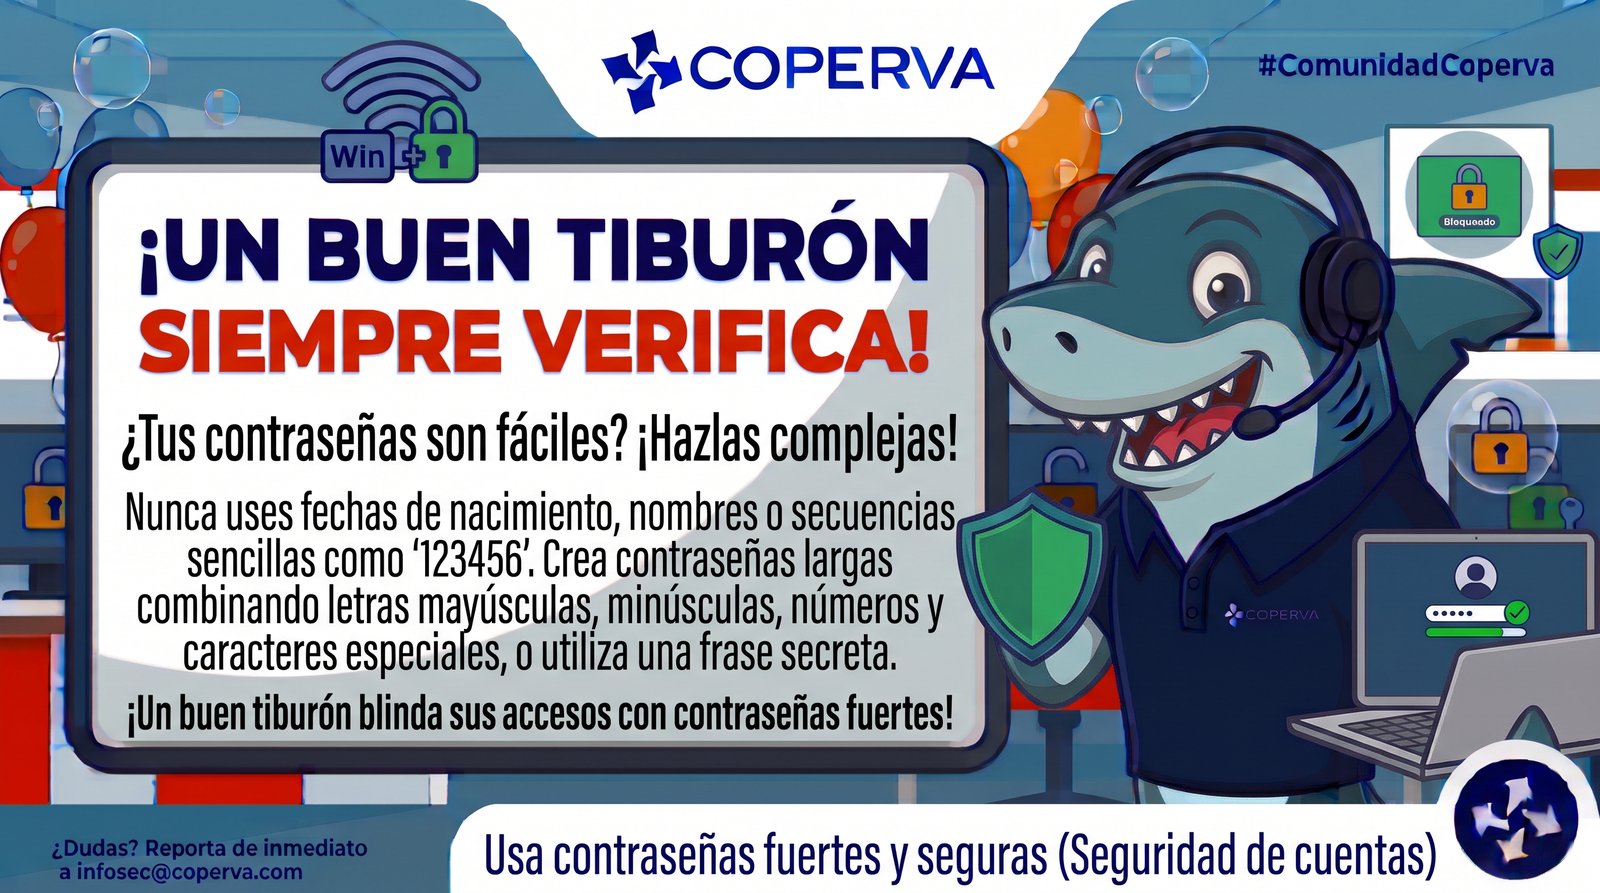 COPERVA
#ComunidadCoperva
Win+
Bloqueado
¡UN BUEN TIBURÓN
SIEMPRE VERIFICA!
¿Tus contraseñas son fáciles? ¡Hazlas complejas!
Nunca uses fechas de nacimiento, nombres o secuencias
sencillas como ‘123456’. Crea contraseñas largas
combinando letras mayúsculas, minúsculas, números y
caracteres especiales, o utiliza una frase secreta.
¡Un buen tiburón blinda sus accesos con contraseñas fuertes!
COPERVA
¿Dudas? Reporta de inmediato
a infosec@coperva.com
Usa contraseñas fuertes y seguras (Seguridad de cuentas)